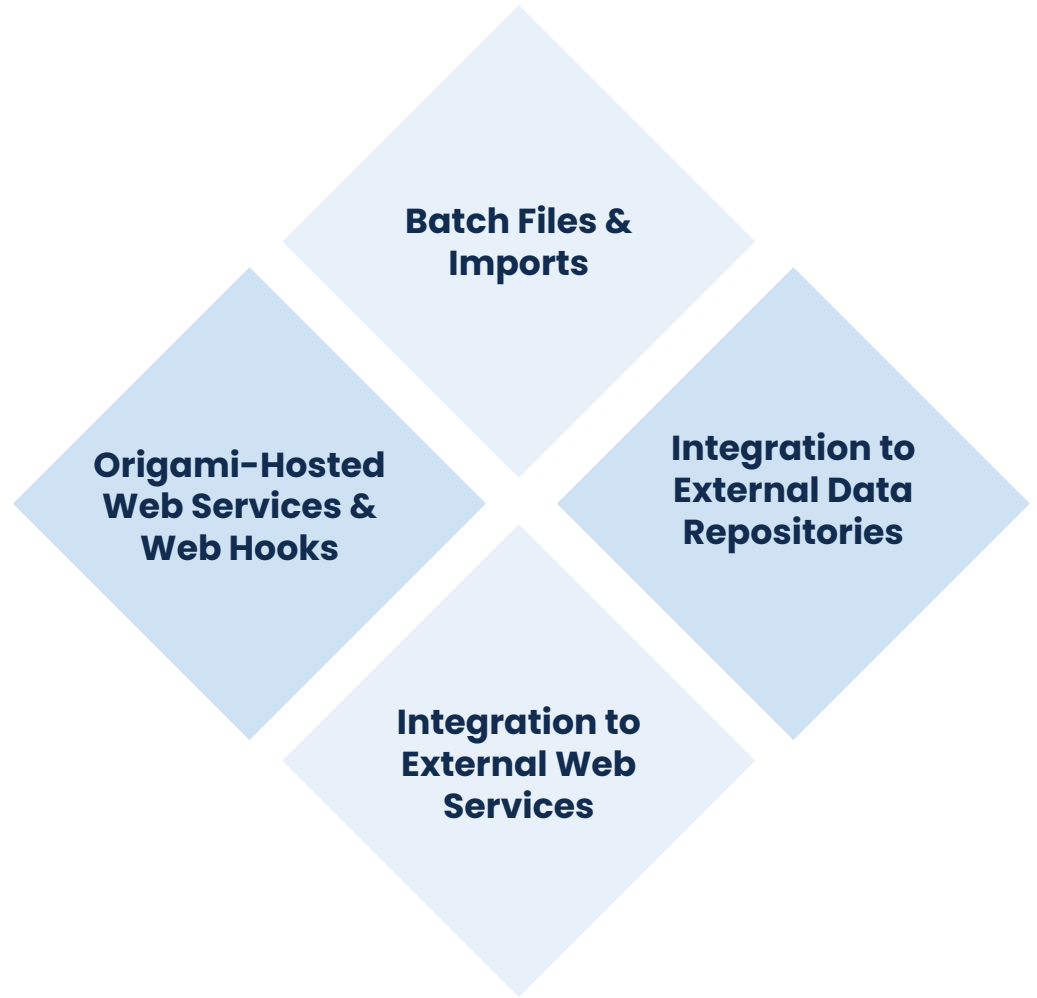 Batch Files &
Imports
Origami-Hosted
Web Services &
Web Hooks
Integration to
External Data
Repositories
Integration to
External Web
Services